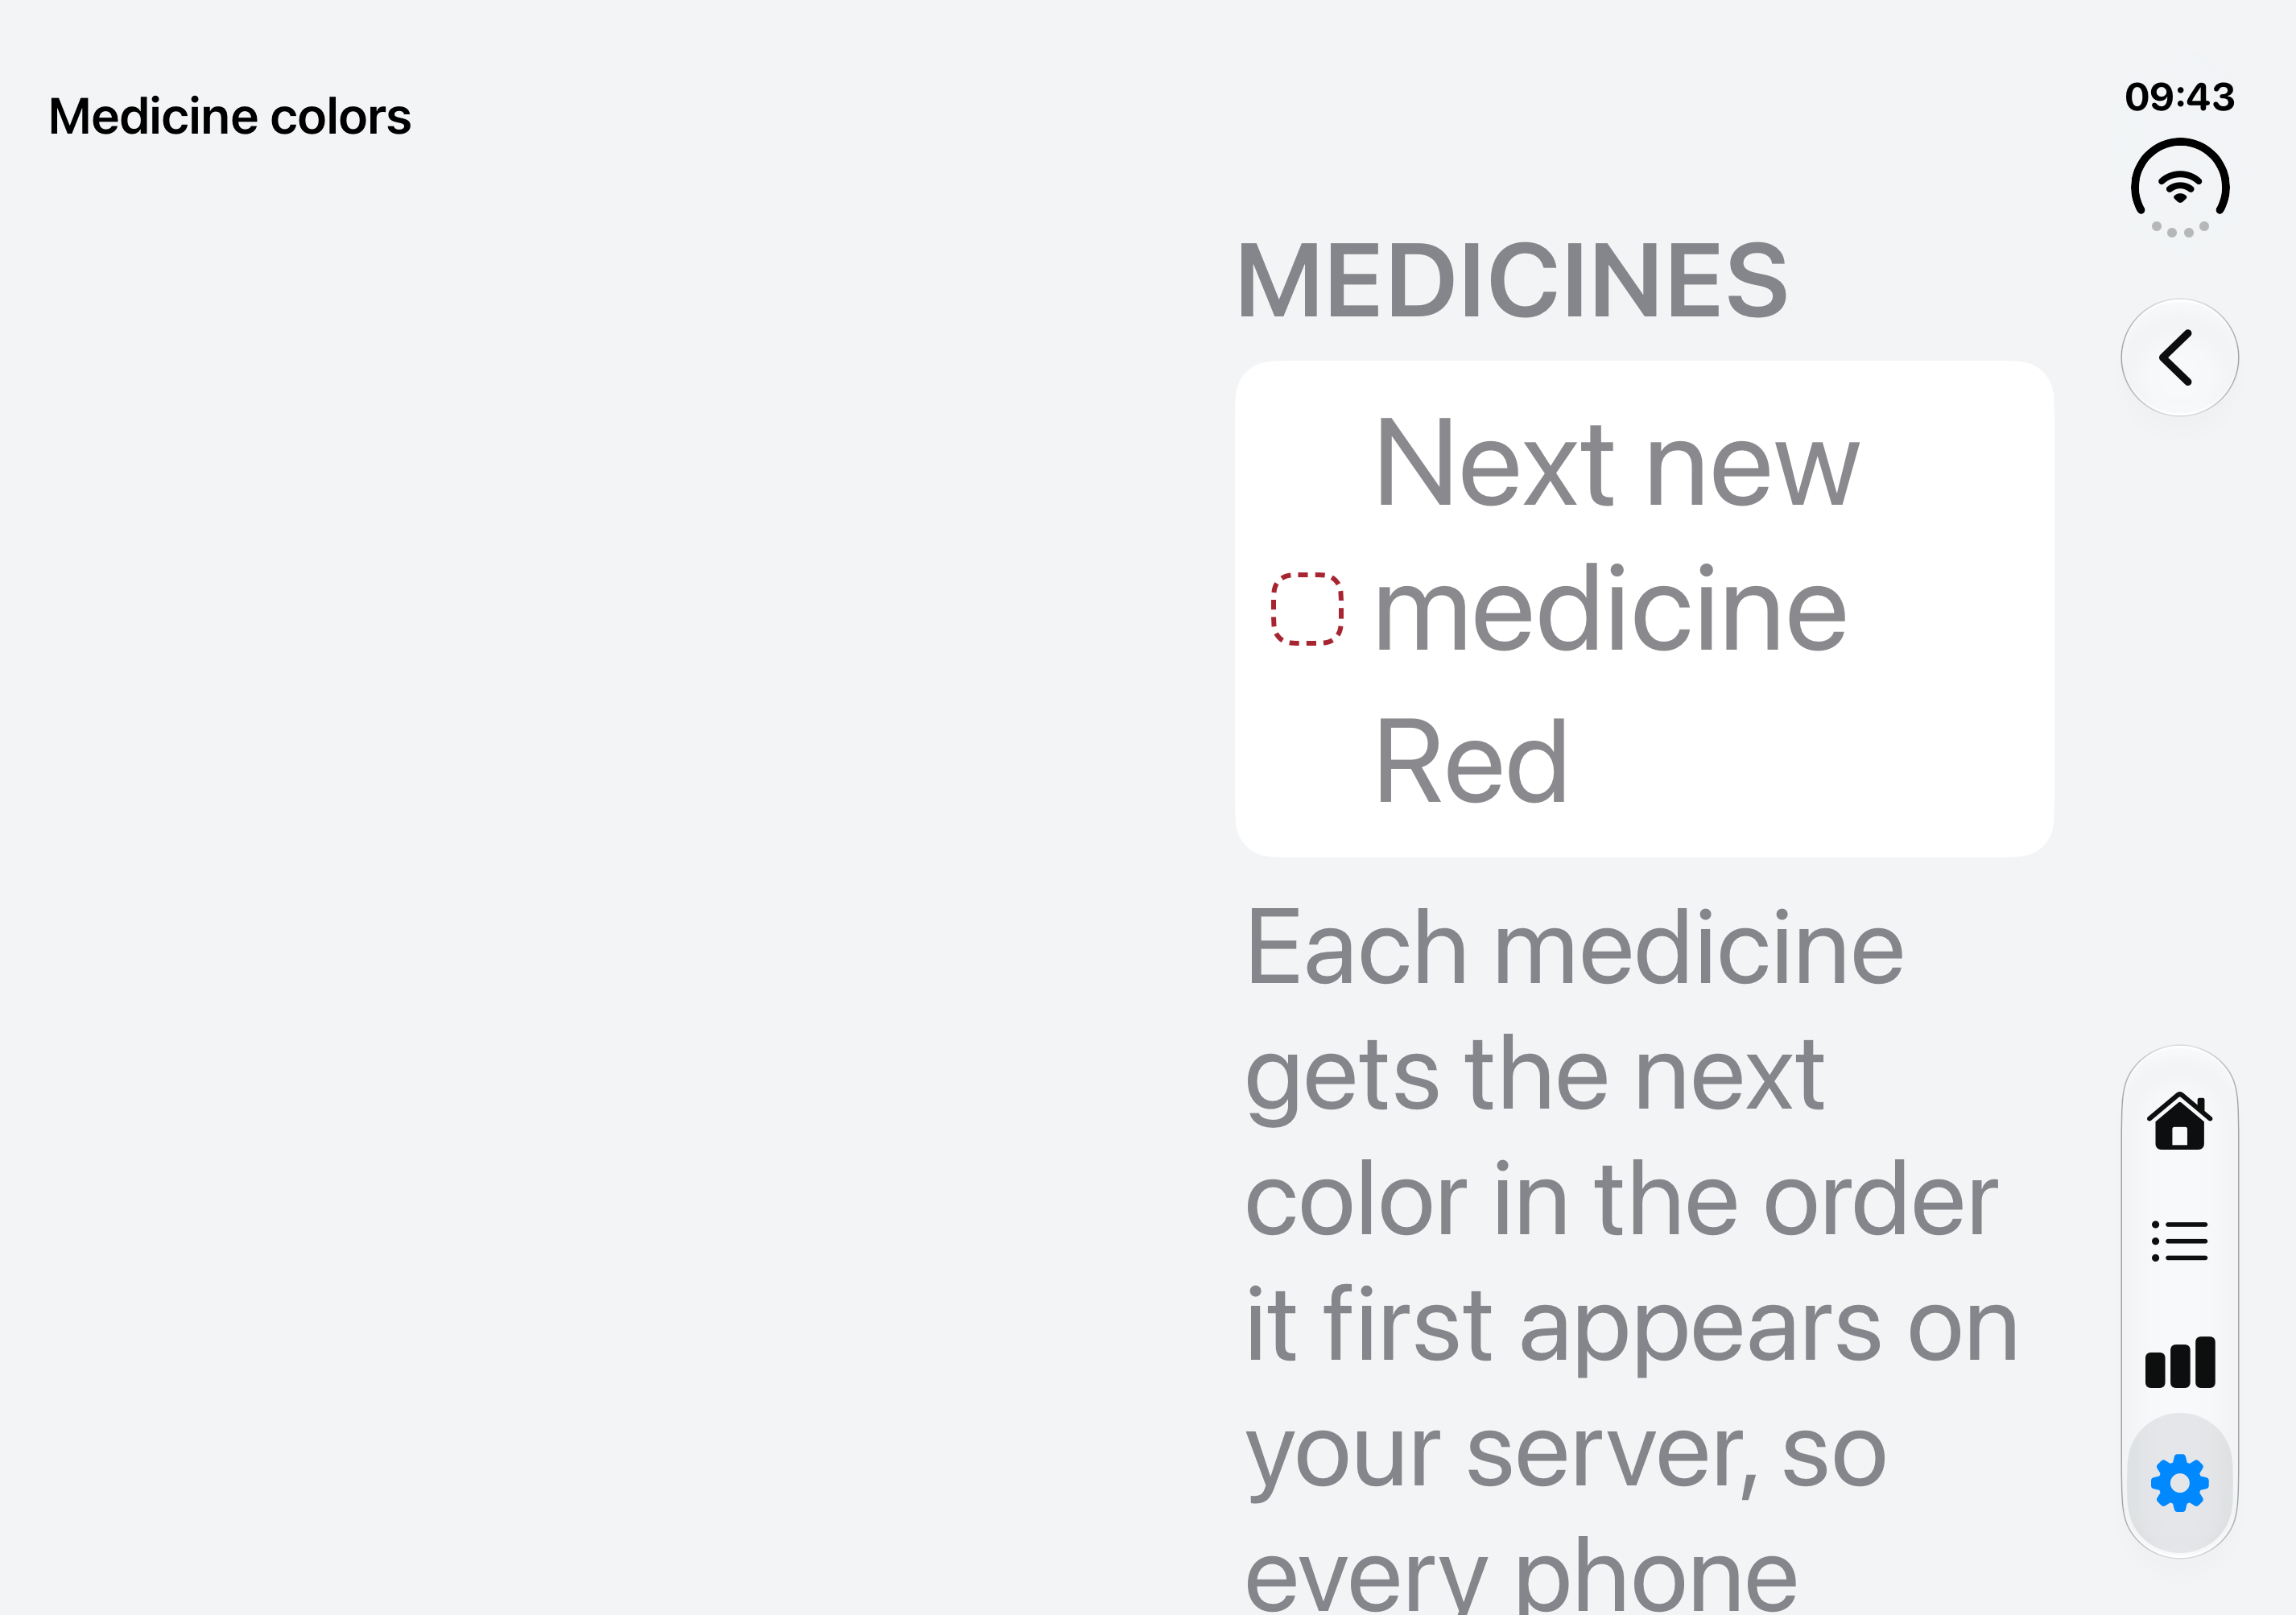 Medicine colors
09:43
MEDICINES
Next new
medicine
Red
Each medicine
gets the next
color in the order
it first appears on
your server, so
every phone